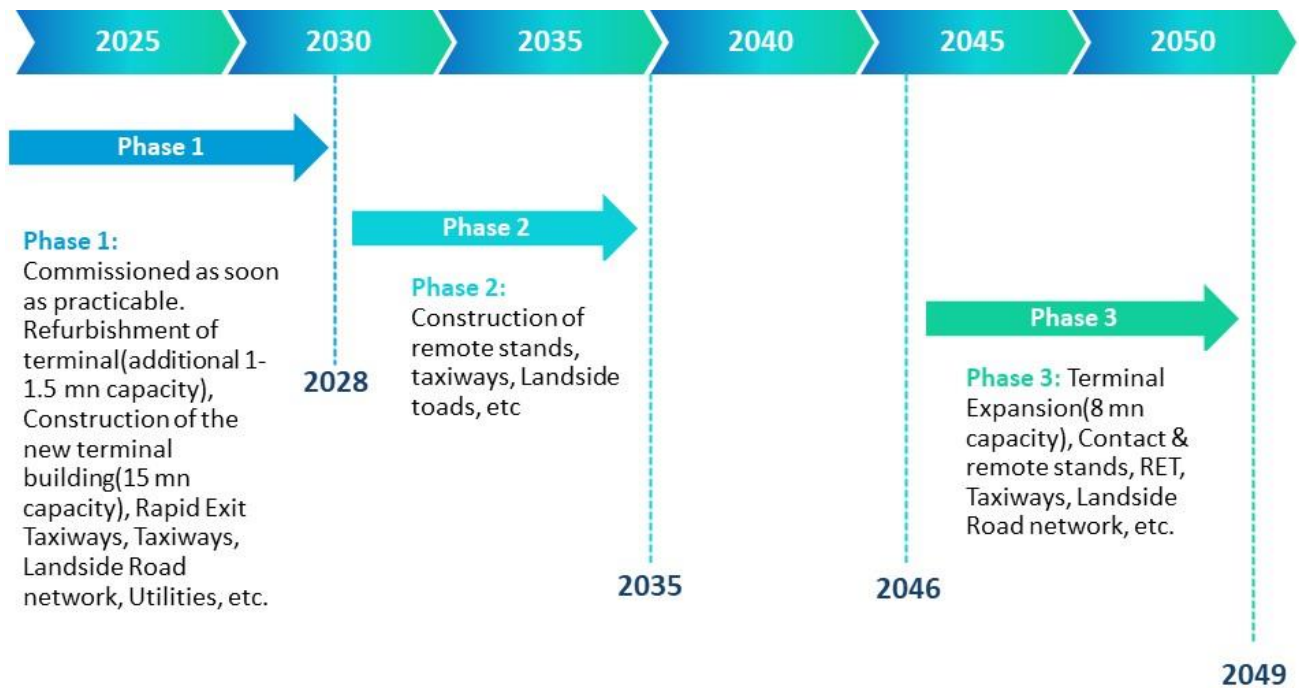 2025
2030
2035
2040
2045
2050
Phase 1
Phase 2
Phase 3
Phase 1:
Commissioned as soon
as practicable.
Refurbishment of
terminal(additional 1-
1.5 mn capacity),
Construction of the
new terminal
building(15 mn
capacity), Rapid Exit
Taxiways, Taxiways,
Landside Road
network, Utilities, etc.
2028
Phase 2:
Construction of
remote stands,
taxiways, Landside
toads, etc
2035
2046
Phase 3: Terminal
Expansion(8 mn
capacity), Contact &
remote stands, RET,
Taxiways, Landside
Road network, etc.
2049